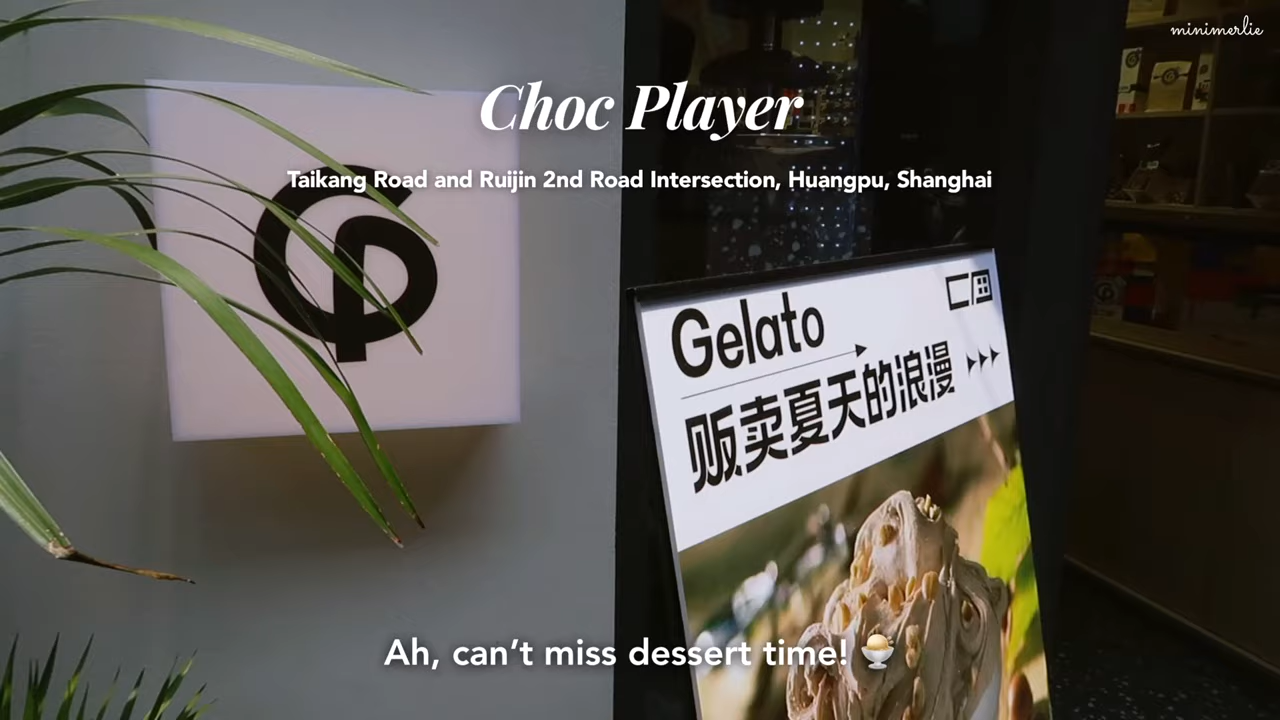 minimerlie
Choc Player
Taikang Road and Ruijin 2nd Road Intersection, Huangpu, Shanghai
Gelato
贩卖夏天的浪漫
Ah, can't miss dessert time! 🍨